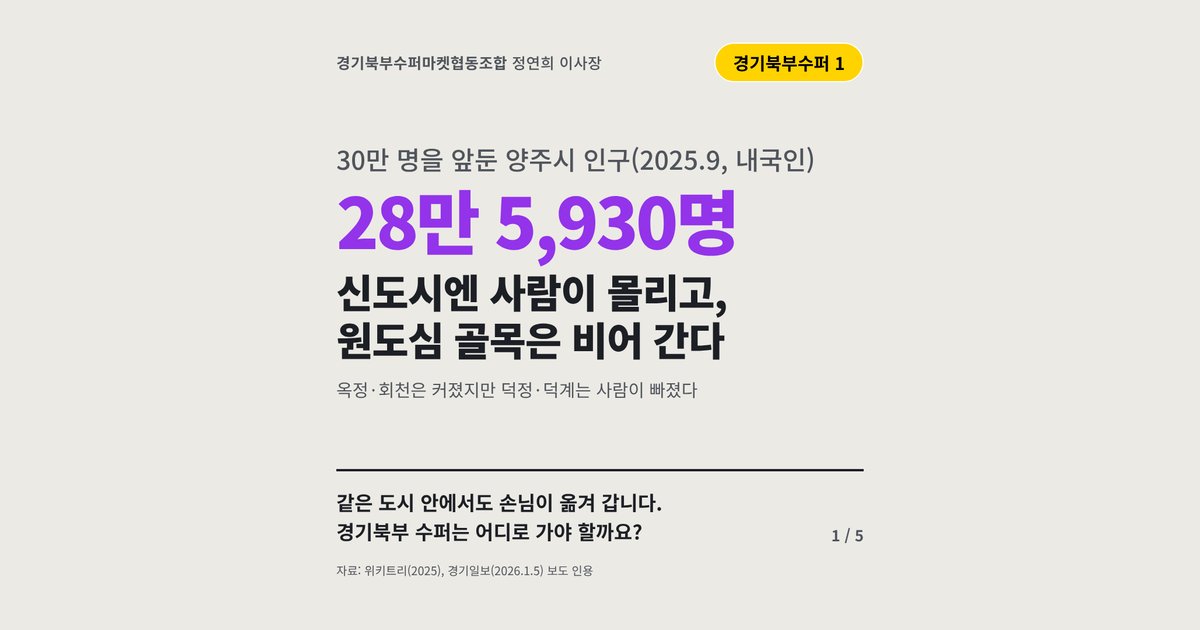 경기북부수퍼마켓협동조합 정연희 이사장
경기북부수퍼 1
30만 명을 앞둔 양주시 인구(2025.9, 내국인)
28만 5,930명
신도시엔 사람이 몰리고,
원도심 골목은 비어 간다
옥정·회천은 커졌지만 덕정·덕계는 사람이 빠졌다
같은 도시 안에서도 손님이 옮겨 갑니다.
경기북부 수퍼는 어디로 가야 할까요?
1 / 5
자료: 위키트리(2025), 경기일보(2026.1.5) 보도 인용